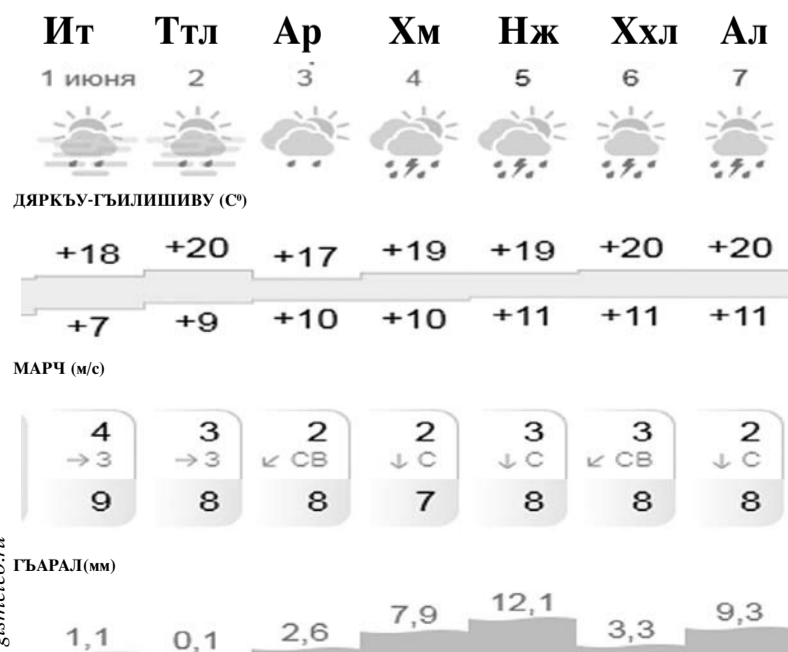 Ит Ттл Ар Хм Нж Ххл Ал
1 июня 2 3 4 5 6 7
ДЯРКЪУ-ГЪИЛИШИВУ (С⁰)
+18 +20 +17 +19 +19 +20 +20
+7 +9 +10 +10 +11 +11 +11
МАРЧ (м/с)
4 3 2 2 3 3 2
→ З → З ↙ СВ ↓ С ↓ С ↙ СВ ↓ С
9 8 8 7 8 8 8
ГЪАРАЛ(мм)
1,1 0,1 2,6 7,9 12,1 3,3 9,3
gismeteo.ru